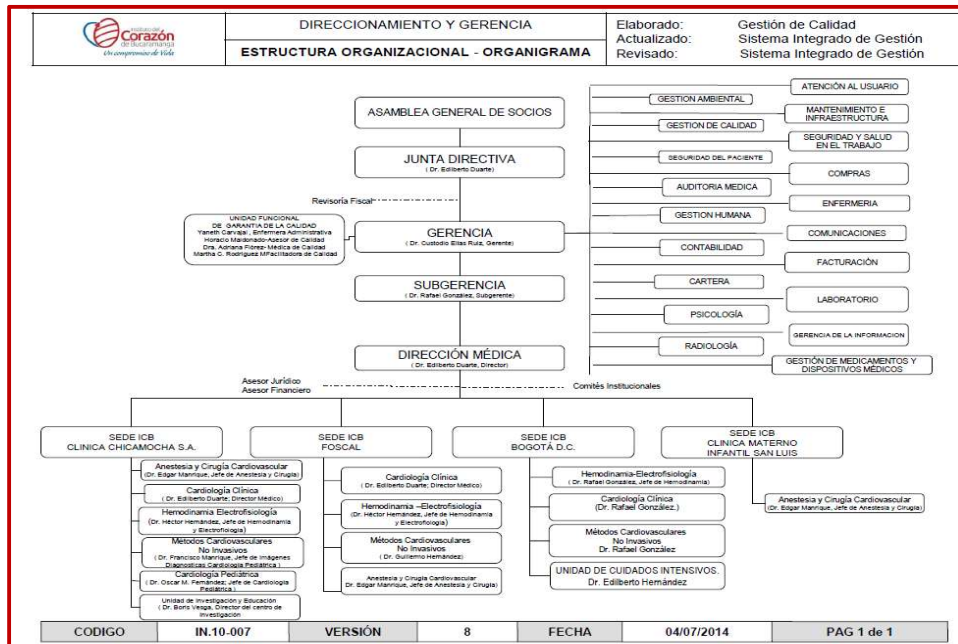 Instituto del
Corazón
de Bucaramanga
Un compromiso de Vida
DIRECCIONAMIENTO Y GERENCIA
ESTRUCTURA ORGANIZACIONAL - ORGANIGRAMA
Elaborado: Gestión de Calidad
Actualizado: Sistema Integrado de Gestión
Revisado: Sistema Integrado de Gestión
ASAMBLEA GENERAL DE SOCIOS
JUNTA DIRECTIVA
( Dr. Edilberto Duarte)
Revisoría Fiscal
UNIDAD FUNCIONAL
DE GARANTIA DE LA CALIDAD
Yaneth Carvajal , Enfermera Administrativa
Horacio Maldonado-Asesor de Calidad
Dra. Adriana Flórez- Médica de Calidad
Martha C. Rodríguez MFacilitadora de Calidad
GERENCIA
(Dr. Custodio Elias Ruiz, Gerente)
SUBGERENCIA
(Dr. Rafael González, Subgerente)
DIRECCIÓN MÉDICA
(Dr. Edilberto Duarte, Director)
Asesor Jurídico
Asesor Financiero
Comités Institucionales
ATENCIÓN AL USUARIO
GESTION AMBIENTAL
MANTENIMIENTO E
INFRAESTRUCTURA
GESTION DE CALIDAD
SEGURIDAD Y SALUD
EN EL TRABAJO
SEGURIDAD DEL PACIENTE
COMPRAS
AUDITORIA MEDICA
ENFERMERIA
GESTION HUMANA
COMUNICACIONES
CONTABILIDAD
FACTURACIÓN
CARTERA
LABORATORIO
PSICOLOGÍA
GERENCIA DE LA INFORMACION
RADIOLOGÍA
GESTIÓN DE MEDICAMENTOS Y
DISPOSITIVOS MÉDICOS
SEDE ICB
CLINICA CHICAMOCHA S.A.
Anestesia y Cirugía Cardiovascular
(Dr. Edgar Manrique, Jefe de Anestesia y Cirugía)
Cardiología Clínica
( Dr. Edilberto Duarte; Director Médico)
Hemodinamia Electrofisiología
(Dr. Héctor Hernández, Jefe de Hemodinamia
y Electrofiología)
Métodos Cardiovasculares
No Invasivos
( Dr. Francisco Manrique, Jefe de imágenes
Diagnosticas Cardiología Pediátrica )
Cardiología Pediátrica
( Dr. Oscar M. Fernández; Jefe de Cardiología
Pediátrica )
Unidad de Investigación y Educación
( Dr. Boris Vesga, Director del centro de
investigación
SEDE ICB
FOSCAL
Cardiología Clínica
( Dr. Edilberto Duarte; Director Médico)
Hemodinamia –Electrofisiología
(Dr. Héctor Hernández, Jefe de Hemodinamia
y Electrofiología)
Métodos Cardiovasculares
No Invasivos
( Dr. Guillermo Hernández)
Anestesia y Cirugía Cardiovascular
Dr. Edgar Manrique, Jefe de Anestesia y Cirugía)
SEDE ICB
BOGOTÁ D.C.
Hemodinamia-Electrofisiología
( Dr. Rafael González, Jefe de Hemodinamia)
Cardiología Clínica
(Dr. Rafael González.)
Métodos Cardiovasculares
No Invasivos
Dr. Rafael González
UNIDAD DE CUIDADOS INTENSIVOS.
Dr. Edilberto Hernández
SEDE ICB
CLINICA MATERNO
INFANTIL SAN LUIS
Anestesia y Cirugía Cardiovascular
(Dr. Edgar Manrique, Jefe de Anestesia y Cirugía)
CODIGO IN.10-007 VERSIÓN 8 FECHA 04/07/2014 PAG 1 de 1